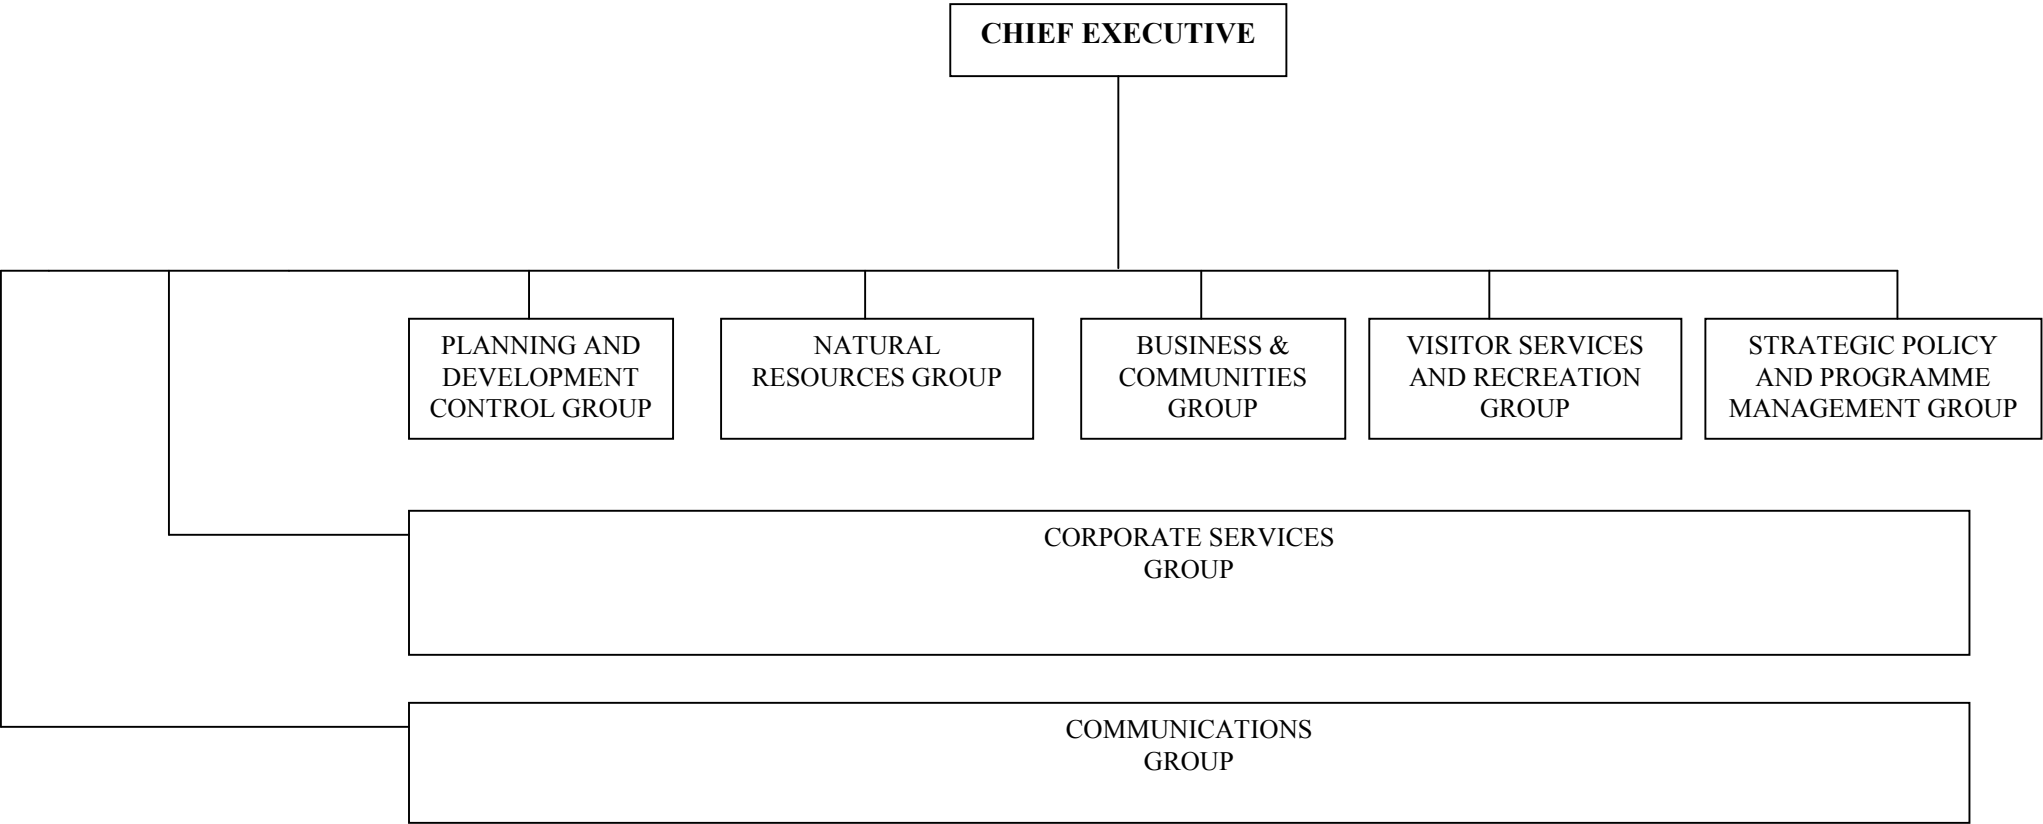 CHIEF EXECUTIVE
PLANNING AND
DEVELOPMENT
CONTROL GROUP
NATURAL
RESOURCES GROUP
BUSINESS &
COMMUNITIES
GROUP
VISITOR SERVICES
AND RECREATION
GROUP
STRATEGIC POLICY
AND PROGRAMME
MANAGEMENT GROUP
CORPORATE SERVICES
GROUP
COMMUNICATIONS
GROUP